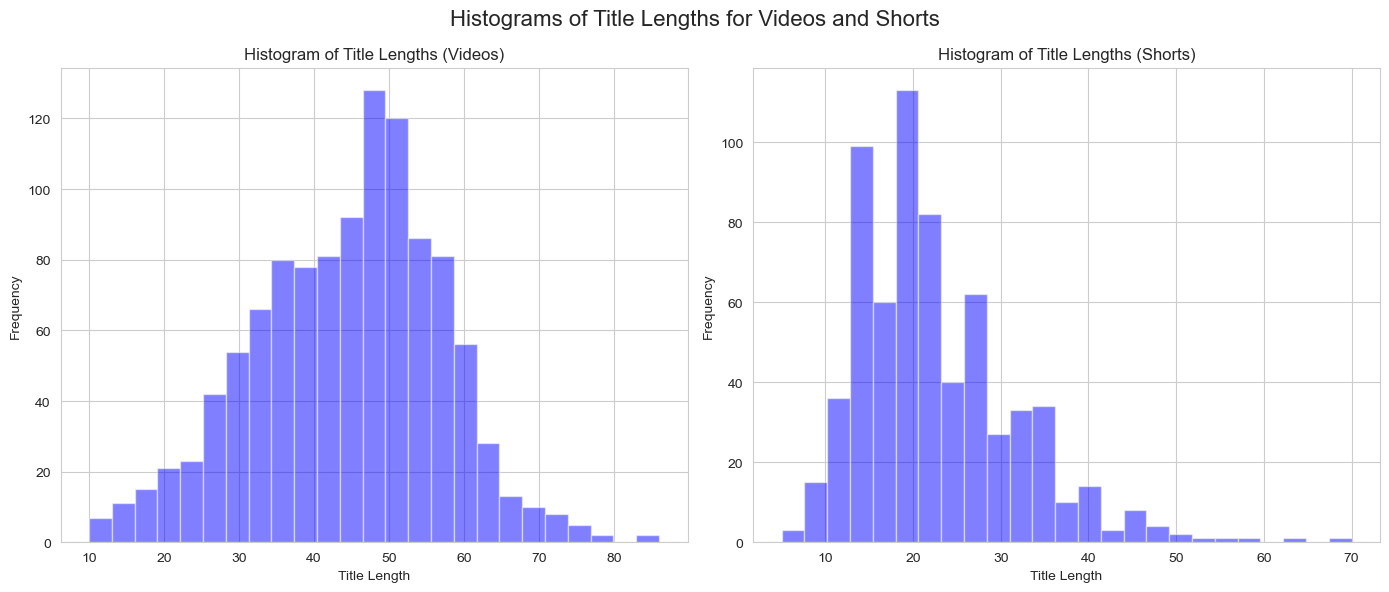 Histograms of Title Lengths for Videos and Shorts
Histogram of Title Lengths (Videos)
120
100
80
60
40
20
0
Frequency
10 20 30 40 50 60 70 80
Title Length
Histogram of Title Lengths (Shorts)
100
80
60
40
20
0
Frequency
10 20 30 40 50 60 70
Title Length